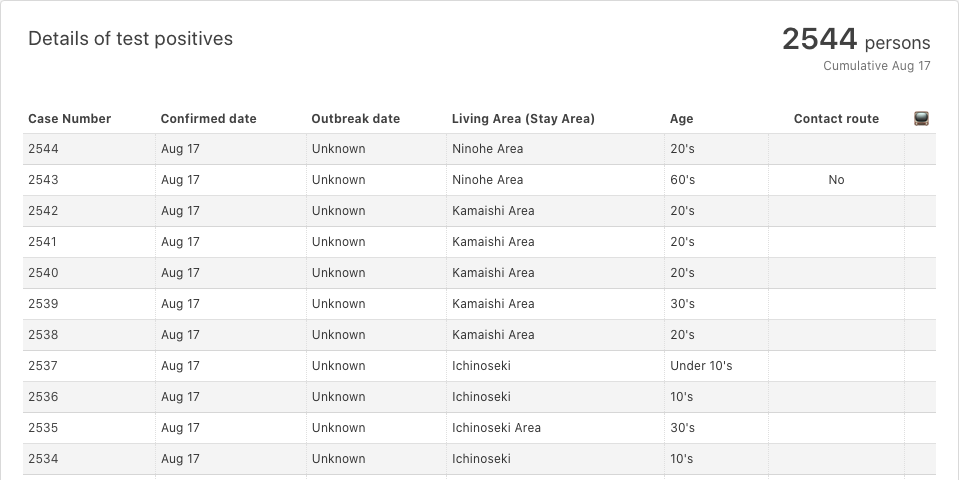 Details of test positives
2544 persons
Cumulative Aug 17
Case Number Confirmed date Outbreak date Living Area (Stay Area) Age Contact route
2544 Aug 17 Unknown Ninohe Area 20's
2543 Aug 17 Unknown Ninohe Area 60's No
2542 Aug 17 Unknown Kamaishi Area 20's
2541 Aug 17 Unknown Kamaishi Area 20's
2540 Aug 17 Unknown Kamaishi Area 20's
2539 Aug 17 Unknown Kamaishi Area 30's
2538 Aug 17 Unknown Kamaishi Area 20's
2537 Aug 17 Unknown Ichinoseki Under 10's
2536 Aug 17 Unknown Ichinoseki 10's
2535 Aug 17 Unknown Ichinoseki Area 30's
2534 Aug 17 Unknown Ichinoseki 10's